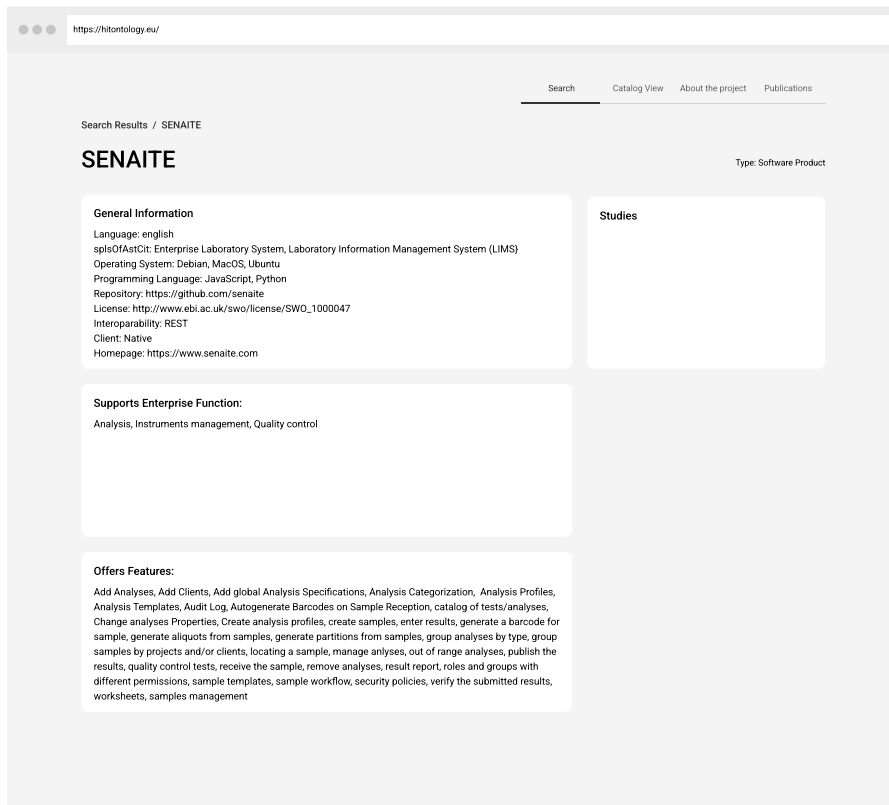 https://hitontology.eu/
Search Catalog View About the project Publications
Search Results / SENAITE
SENAITE
Type: Software Product
General Information
Language: english
splsOfAstCit: Enterprise Laboratory System, Laboratory Information Management System (LIMS}
Operating System: Debian, MacOS, Ubuntu
Programming Language: JavaScript, Python
Repository: https://github.com/senaite
License: http://www.ebi.ac.uk/swo/license/SWO_1000047
Interoparability: REST
Client: Native
Homepage: https://www.senaite.com
Studies
Supports Enterprise Function:
Analysis, Instruments management, Quality control
Offers Features:
Add Analyses, Add Clients, Add global Analysis Specifications, Analysis Categorization,  Analysis Profiles,
Analysis Templates, Audit Log, Autogenerate Barcodes on Sample Reception, catalog of tests/analyses,
Change analyses Properties, Create analysis profiles, create samples, enter results, generate a barcode for
sample, generate aliquots from samples, generate partitions from samples, group analyses by type, group
samples by projects and/or clients, locating a sample, manage anlyses, out of range analyses, publish the
results, quality control tests, receive the sample, remove analyses, result report, roles and groups with
different permissions, sample templates, sample workflow, security policies, verify the submitted results,
worksheets, samples management